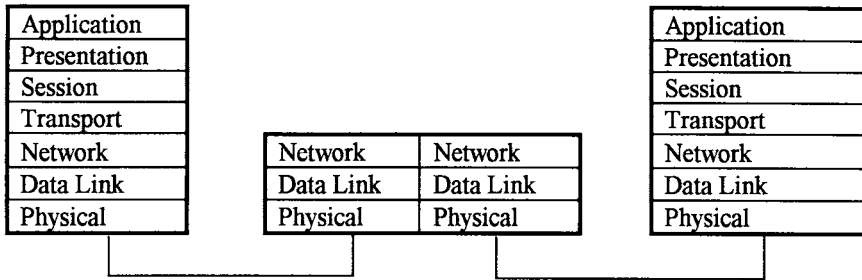 Application
Presentation
Session
Transport
Network
Data Link
Physical
Network Network
Data Link Data Link
Physical Physical
Application
Presentation
Session
Transport
Network
Data Link
Physical